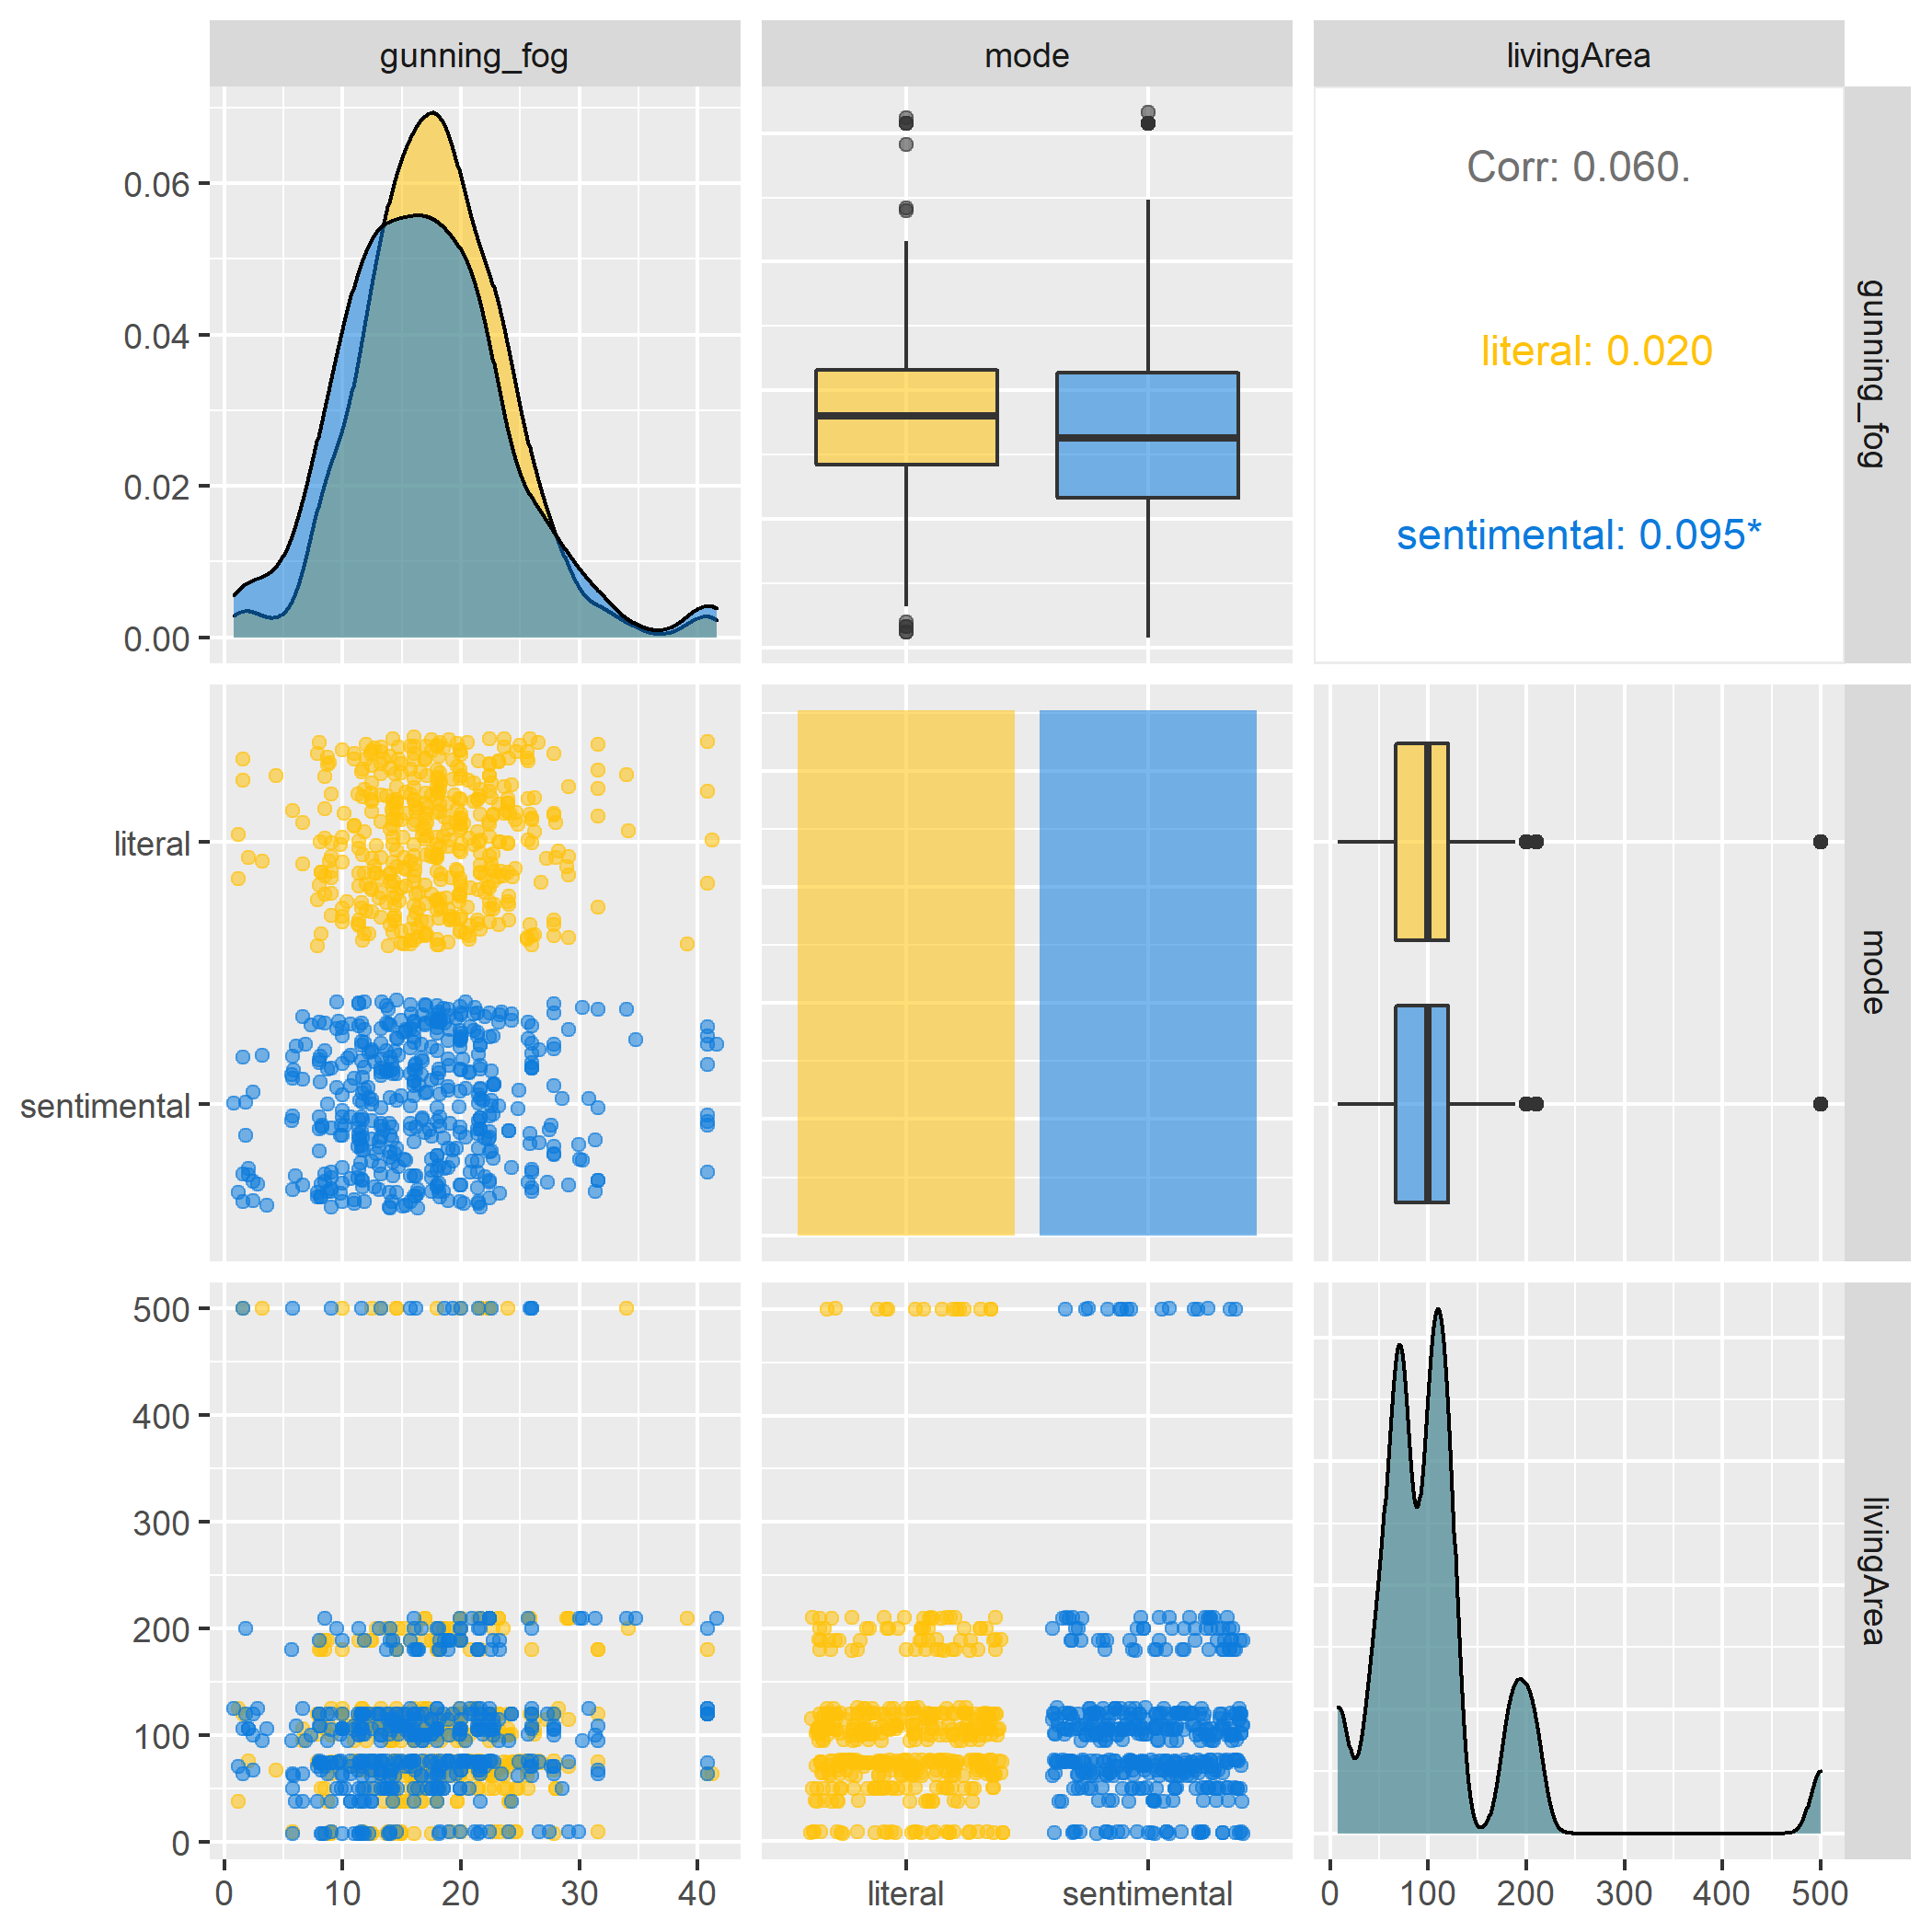 gunning_fog mode livingArea
0.06
0.04
0.02
0.00
Corr: 0.060.
literal: 0.020
sentimental: 0.095*
gunning_fog
literal
sentimental
mode
500
400
300
200
100
0
livingArea
0 10 20 30 40 literal sentimental 0 100 200 300 400 500